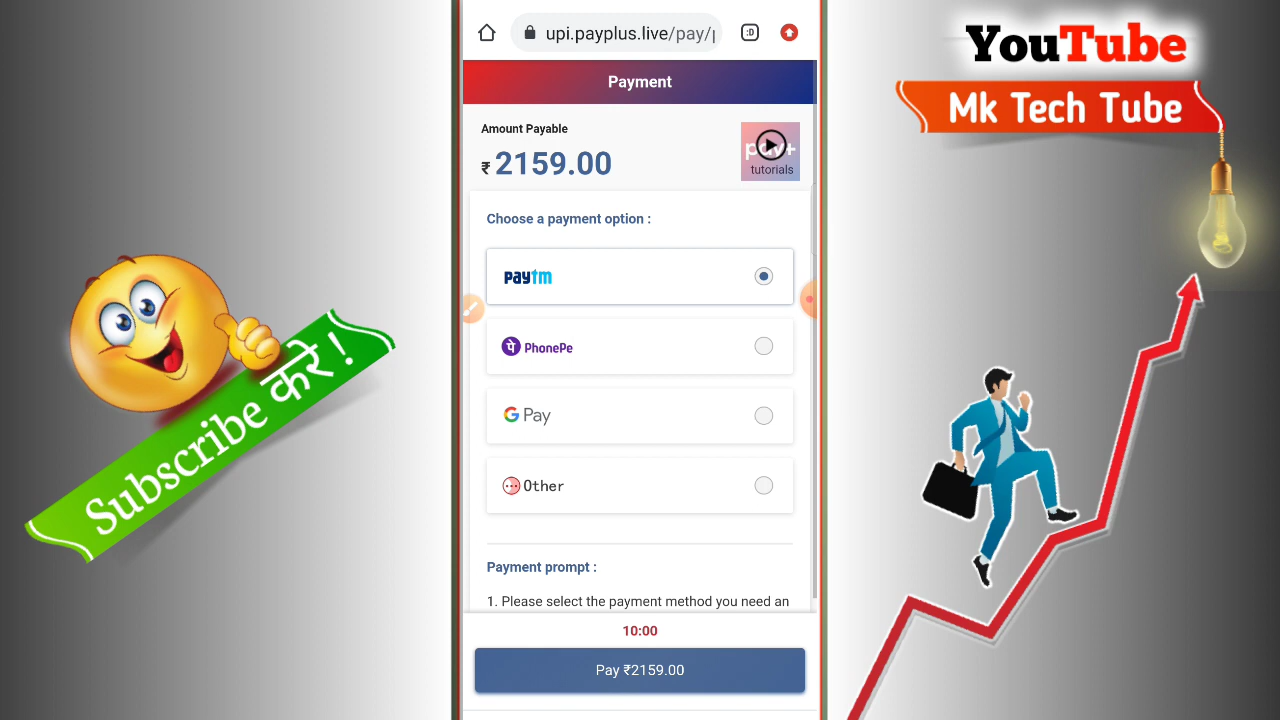 upi.payplus.live/pay/p
:D
Payment
Amount Payable
₹ 2159.00
pay+
tutorials
Choose a payment option :
paytm
पे PhonePe
G Pay
Other
Payment prompt :
1. Please select the payment method you need an
10:00
Pay ₹2159.00
Subscribe करे !
YouTube
Mk Tech Tube